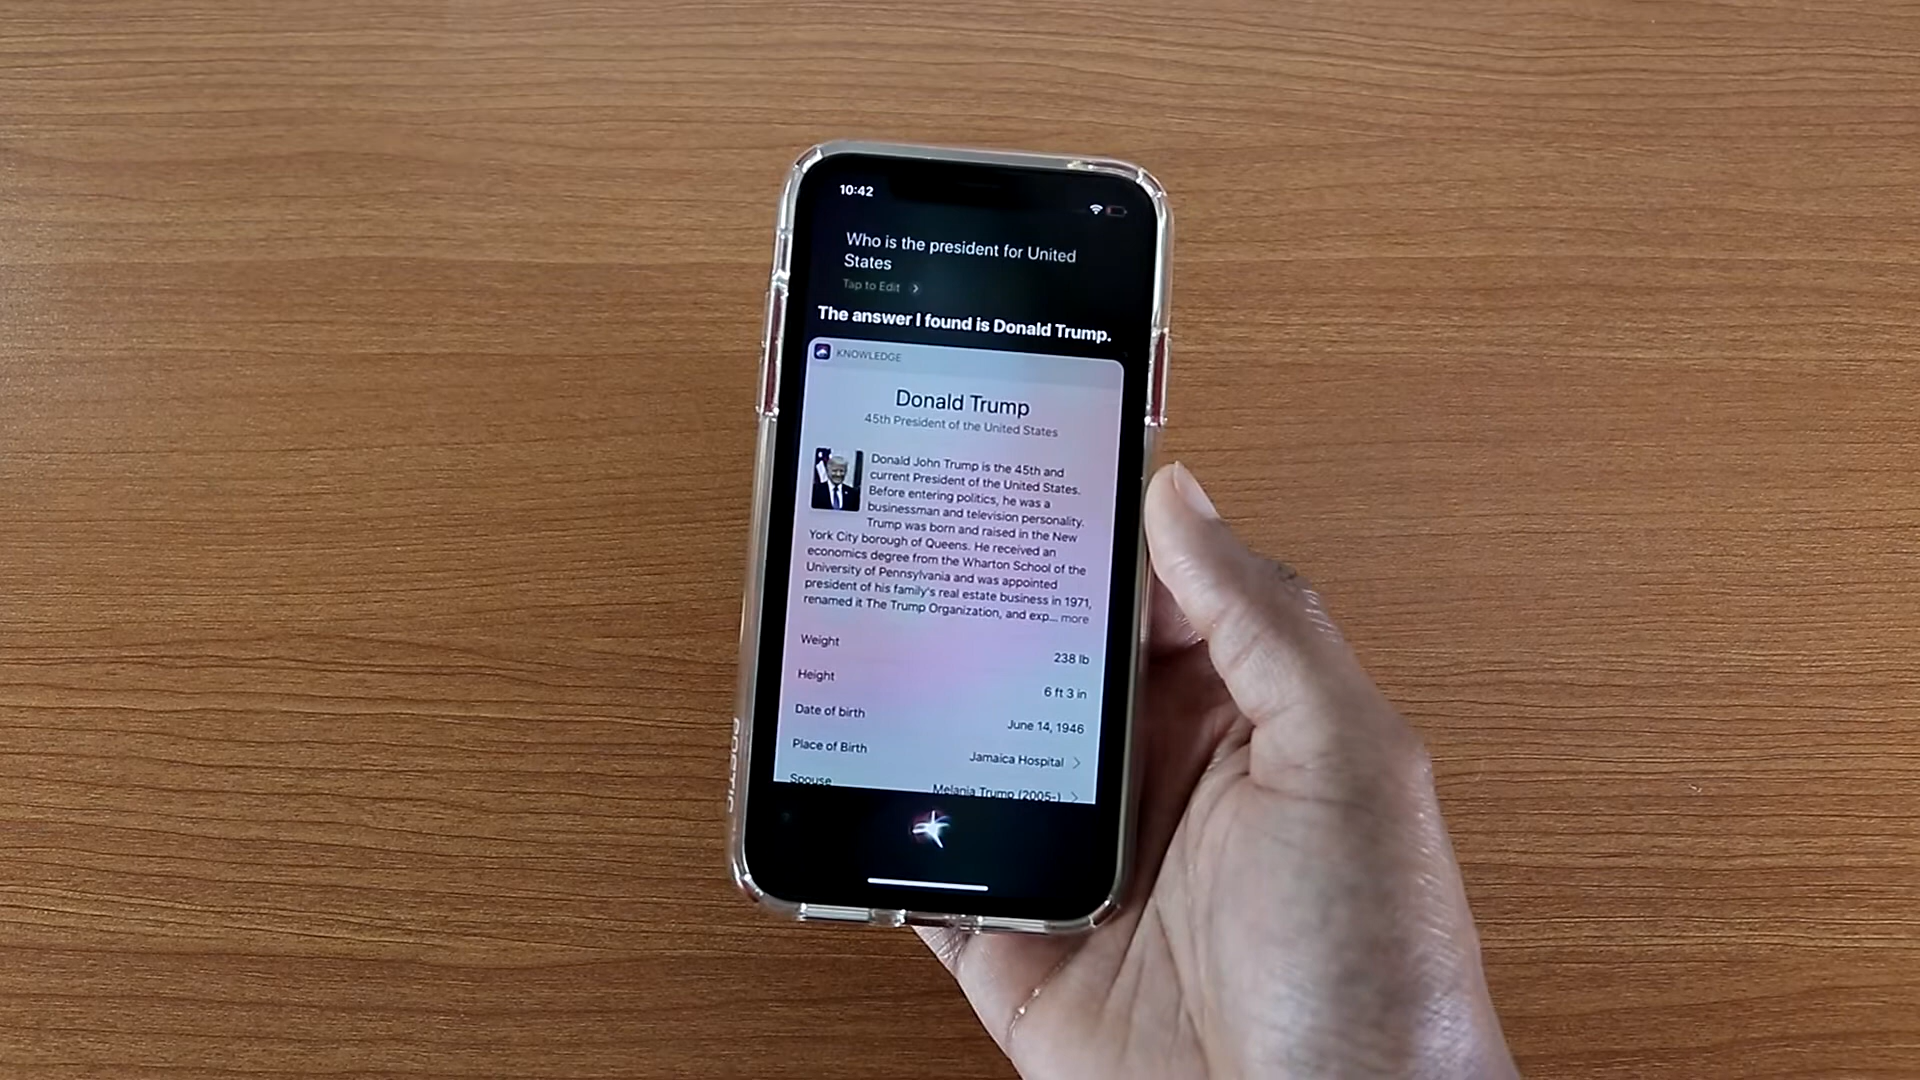 10:42
Who is the president for United
States
Tap to Edit
The answer I found is Donald Trump.
KNOWLEDGE
Donald Trump
45th President of the United States
Donald John Trump is the 45th and
current President of the United States.
Before entering politics, he was a
businessman and television personality.
Trump was born and raised in the New
York City borough of Queens. He received an
economics degree from the Wharton School of the
University of Pennsylvania and was appointed
president of his family's real estate business in 1971,
renamed it The Trump Organization, and exp... more
Weight 238 lb
Height 6 ft 3 in
Date of birth June 14, 1946
Place of Birth Jamaica Hospital
Spouse Melania Trump (2005-)